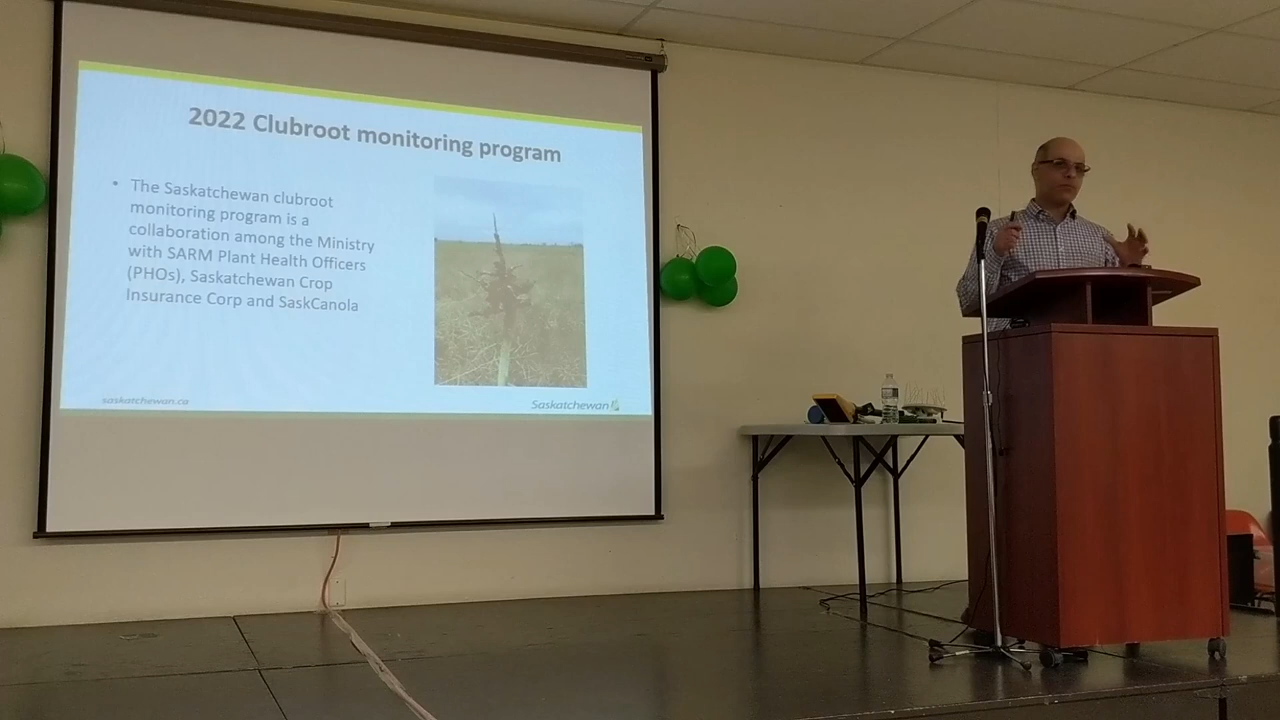 2022 Clubroot monitoring program
• The Saskatchewan clubroot
monitoring program is a
collaboration among the Ministry
with SARM Plant Health Officers
(PHOs), Saskatchewan Crop
Insurance Corp and SaskCanola
saskatchewan.ca
Saskatchewan